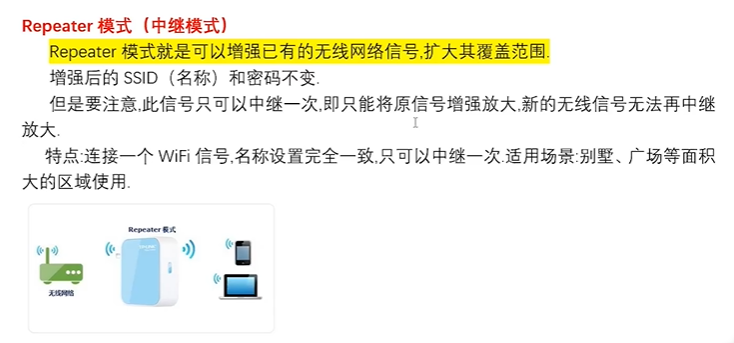 Repeater 模式（中继模式）
Repeater 模式就是可以增强已有的无线网络信号,扩大其覆盖范围.
增强后的 SSID（名称）和密码不变.
但是要注意,此信号只可以中继一次,即只能将原信号增强放大,新的无线信号无法再中继
放大.
特点:连接一个 WiFi 信号,名称设置完全一致,只可以中继一次.适用场景:别墅、广场等面积
大的区域使用.
Repeater 模式
无线网络